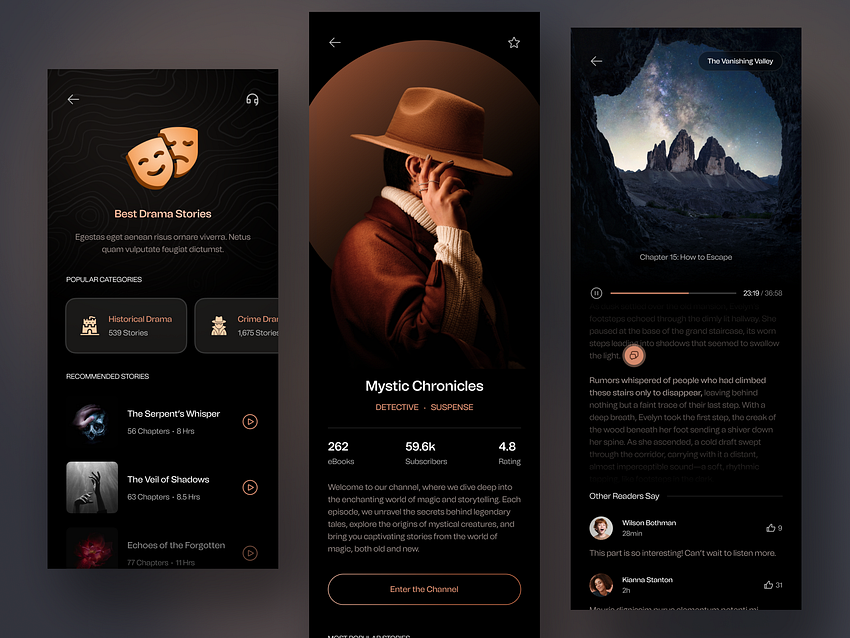 Best Drama Stories
Egestas eget aenean risus ornare viverra. Netus
quam vulputate feugiat dictumst.
POPULAR CATEGORIES
Historical Drama
539 Stories
Crime Dra
1,675 Stories
RECOMMENDED STORIES
The Serpent's Whisper
56 Chapters • 8 Hrs
The Veil of Shadows
63 Chapters • 8.5 Hrs
Echoes of the Forgotten
77 Chapters • 11 Hrs
Mystic Chronicles
DETECTIVE · SUSPENSE
262
eBooks
59.6k
Subscribers
4.8
Rating
Welcome to our channel, where we dive deep into
the enchanting world of magic and storytelling. Each
episode, we unravel the secrets behind legendary
tales, explore the origins of mystical creatures, and
bring you captivating stories from the world of
magic, both old and new.
Enter the Channel
MOST POPULAR STORIES
The Vanishing Valley
Chapter 15: How to Escape
23:19 / 36:58
footsteps echoed through the dimly lit hallway. She
paused at the base of the grand staircase, its worn
steps leading into shadows that seemed to swallow
the light.
Rumors whispered of people who had climbed
these stairs only to disappear, leaving behind
nothing but a faint trace of their last step. With a
deep breath, Evelyn took the first step, the creak of
the wood beneath her foot sending a shiver down
her spine. As she ascended, a cold draft swept
through the corridor, carrying with it a distant,
almost imperceptible sound—a soft, rhythmic
Other Readers Say
Wilson Bothman
28min
9
This part is so interesting! Can't wait to listen more.
Kianna Stanton
2h
31
Mauris dignissim purus elementum potenti mi